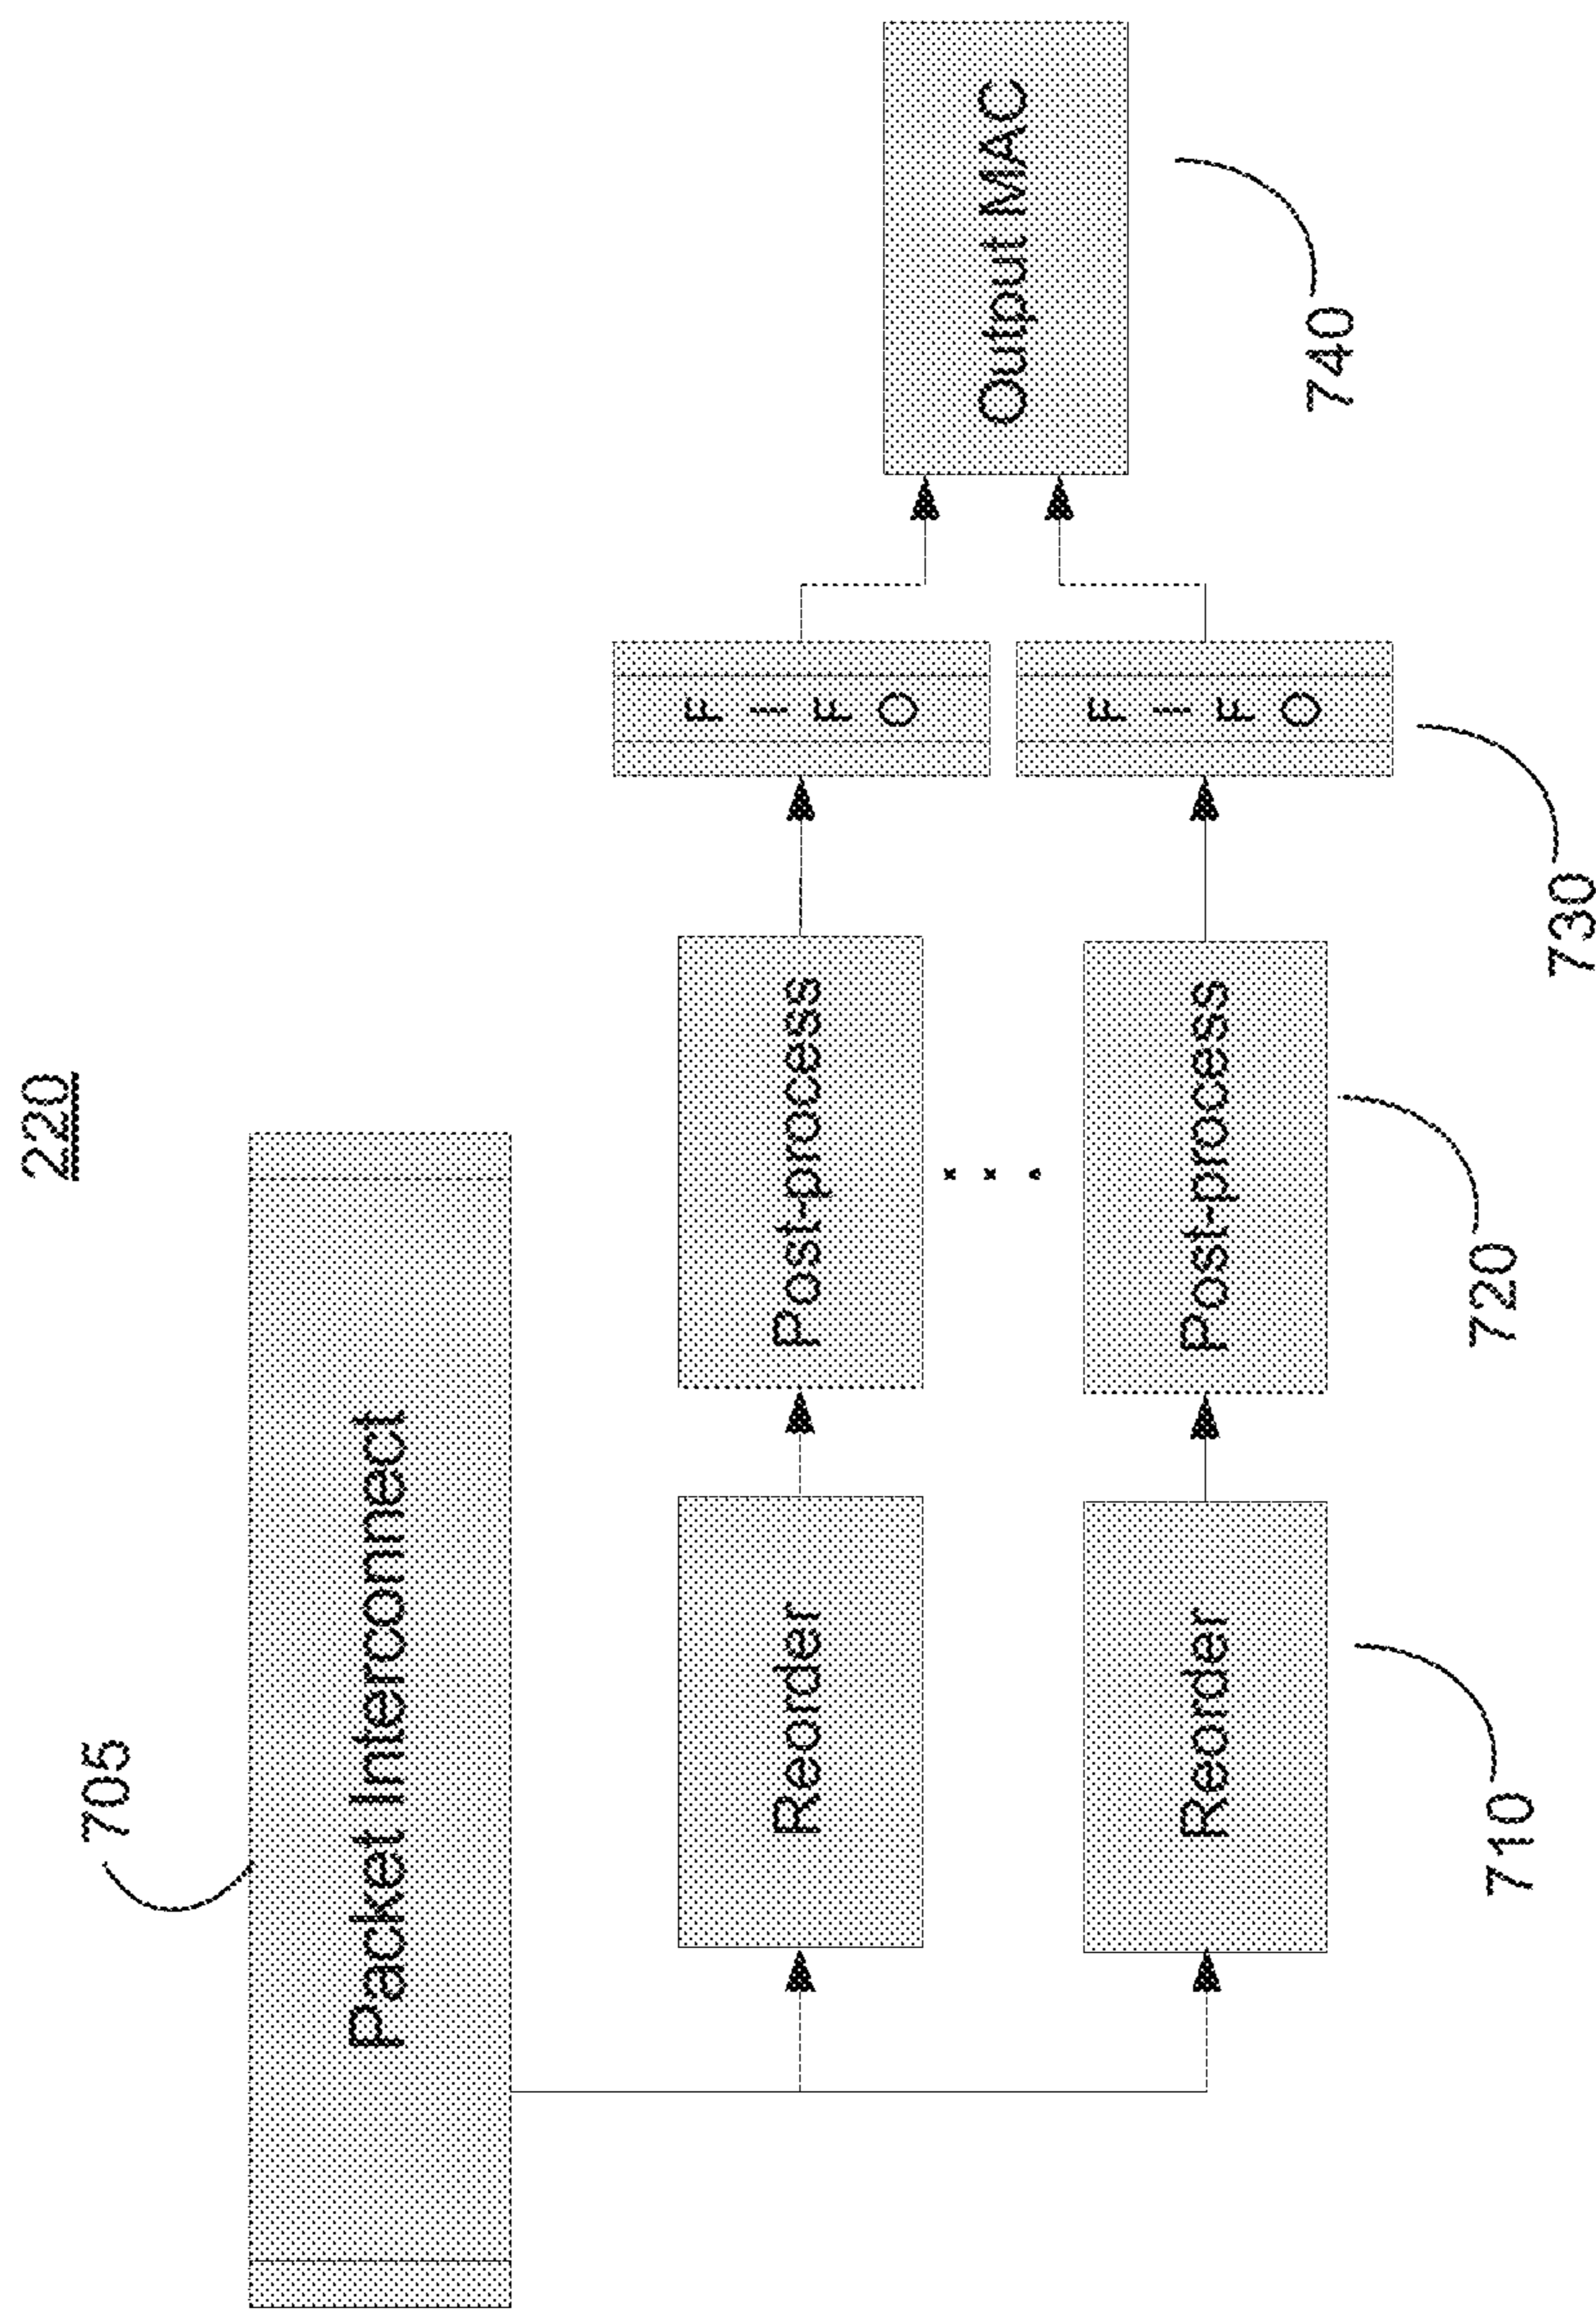 220
705
Packet Interconnect
Reorder
Post-process
F
I
F
O
Output MAC
740
Reorder
Post-process
F
I
F
O
710
720
730